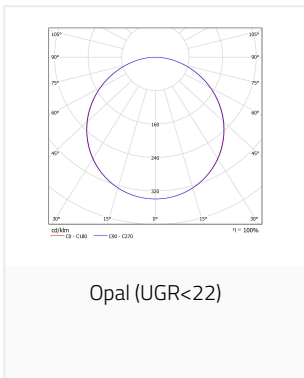 105° 105°
90° 90°
75° 75°
60° 60°
160
45° 45°
240
320
30° 15° 0° 15° 30°
cd/klm η = 100%
C0 - C180 C90 - C270
Opal (UGR<22)